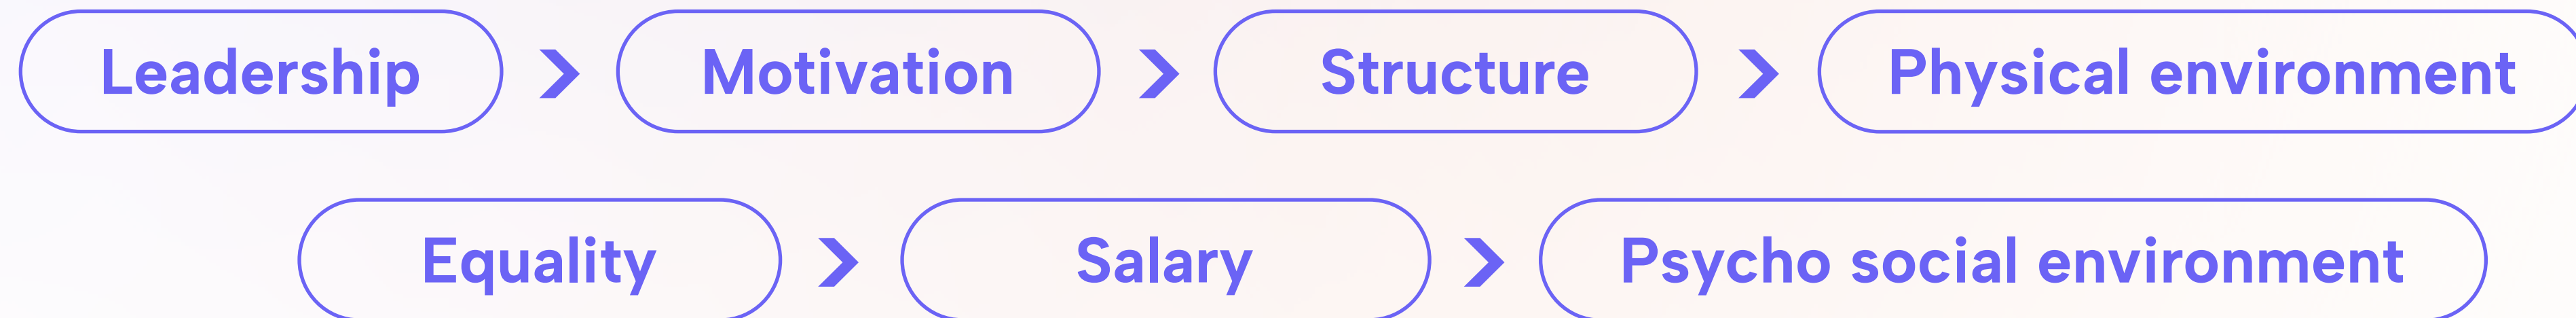 Leadership > Motivation > Structure > Physical environment
Equality > Salary > Psycho social environment